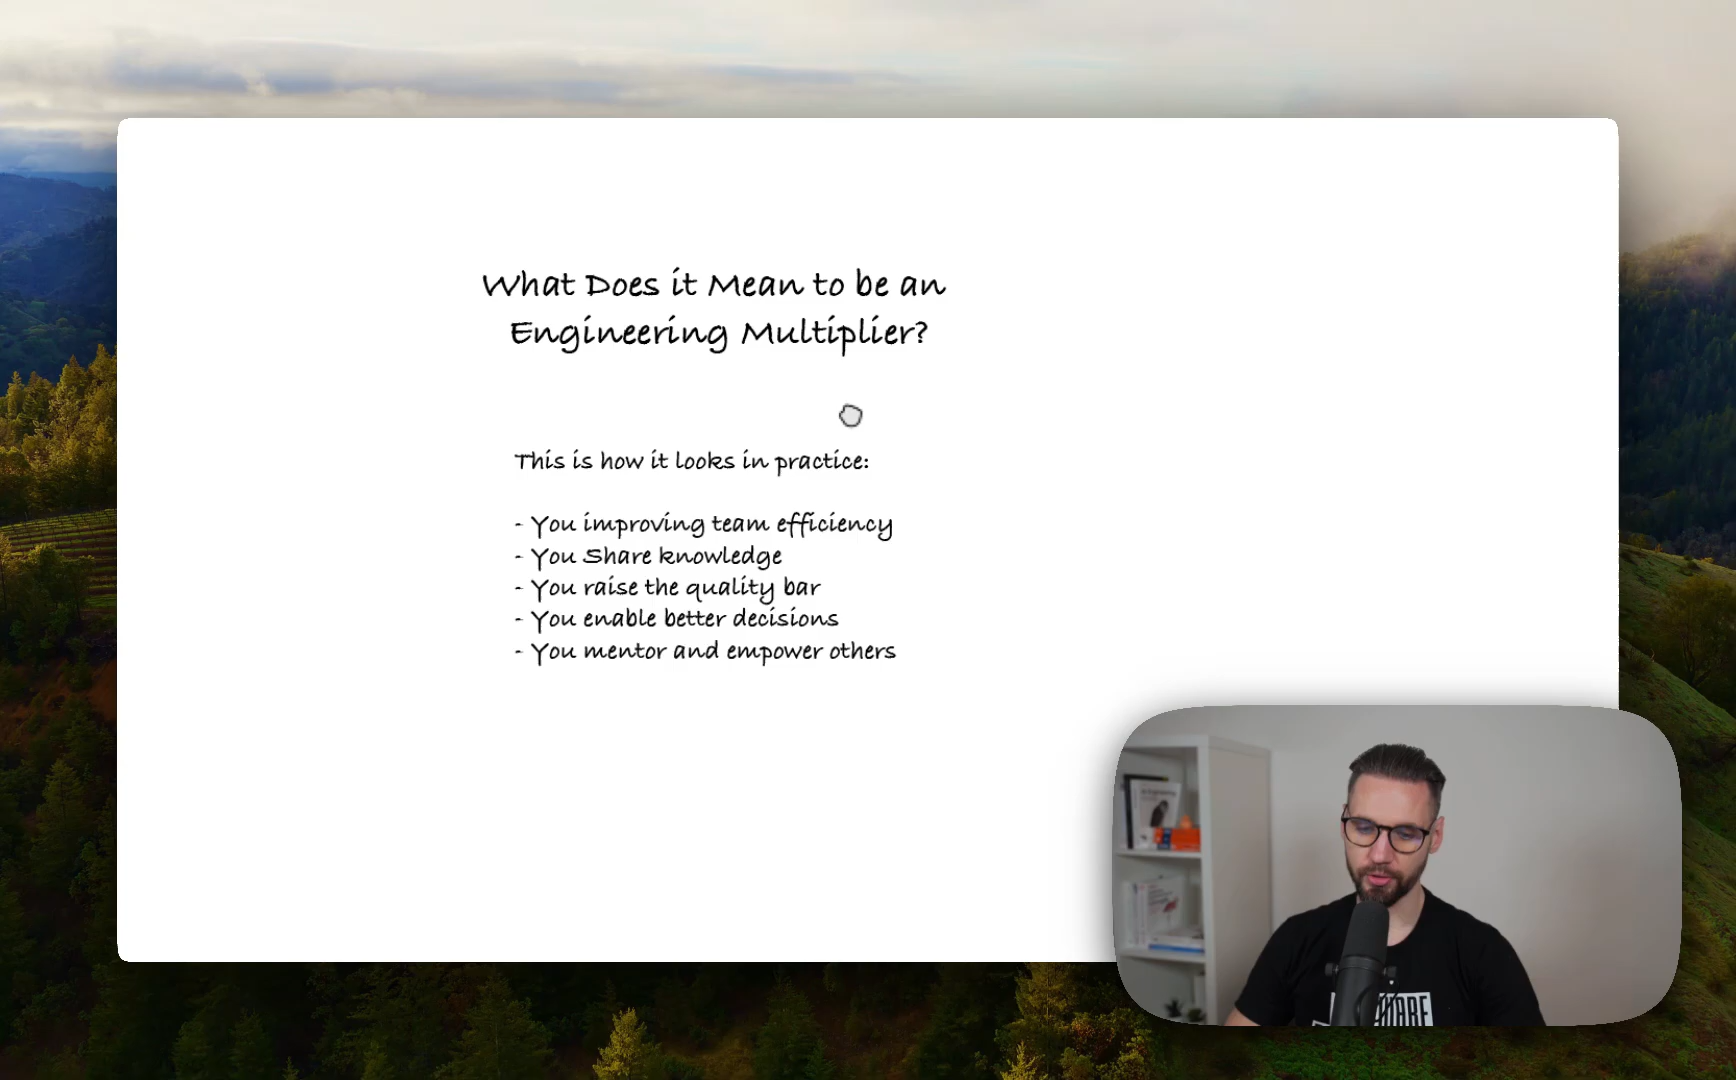 What Does it Mean to be an
Engineering Multiplier?
This is how it looks in practice:
- You improving team efficiency
- You Share knowledge
- You raise the quality bar
- You enable better decisions
- You mentor and empower others